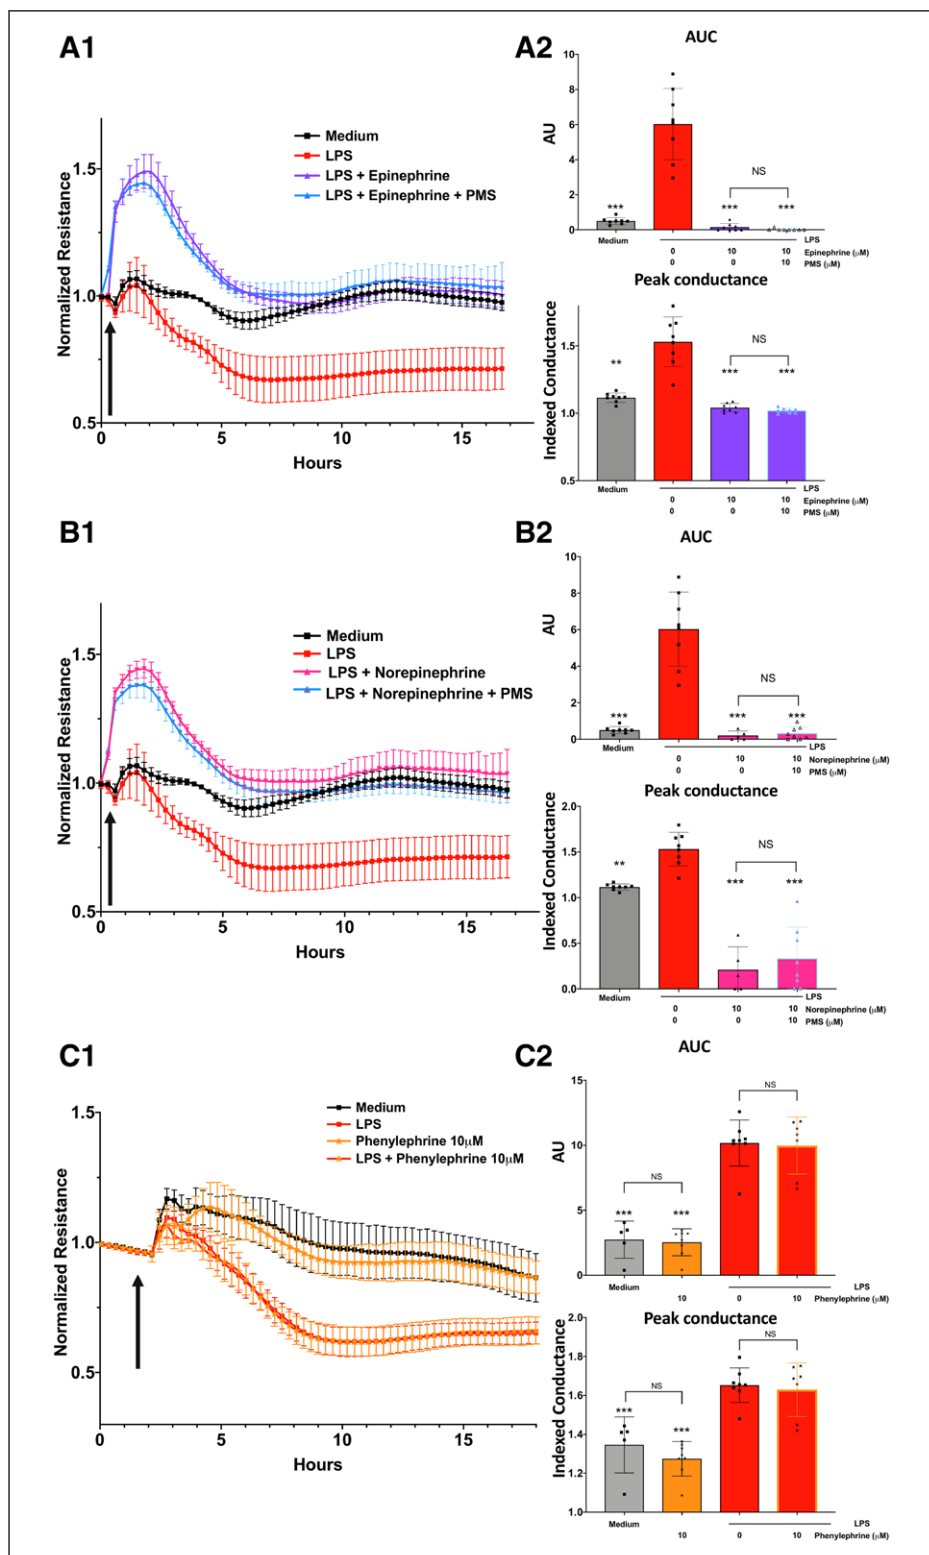 A1
1.5
1.0
0.5
0 5 10 15
Normalized Resistance
Hours
Medium
LPS
LPS + Epinephrine
LPS + Epinephrine + PMS
A2
AUC
10
8
6
4
2
0
AU
***
***
***
NS
Medium
LPS
0 10 10 Epinephrine (μM)
0 0 10 PMS (μM)
Peak conductance
1.5
1.0
0.5
Indexed Conductance
**
***
***
NS
Medium
LPS
0 10 10 Epinephrine (μM)
0 0 10 PMS (μM)
B1
1.5
1.0
0.5
0 5 10 15
Normalized Resistance
Hours
Medium
LPS
LPS + Norepinephrine
LPS + Norepinephrine + PMS
B2
AUC
10
8
6
4
2
0
AU
***
***
***
NS
Medium
LPS
0 10 10 Norepinephrine (μM)
0 0 10 PMS (μM)
Peak conductance
2.0
1.5
1.0
0.5
0.0
Indexed Conductance
**
***
***
NS
Medium
LPS
0 10 10 Norepinephrine (μM)
0 0 10 PMS (μM)
C1
1.5
1.0
0.5
0 5 10 15
Normalized Resistance
Hours
Medium
LPS
Phenylephrine 10μM
LPS + Phenylephrine 10μM
C2
AUC
15
10
5
0
AU
***
***
NS
NS
Medium
LPS
10 0 10 Phenylephrine (μM)
Peak conductance
2.0
1.8
1.6
1.4
1.2
1.0
Indexed Conductance
***
***
NS
NS
Medium
LPS
10 0 10 Phenylephrine (μM)